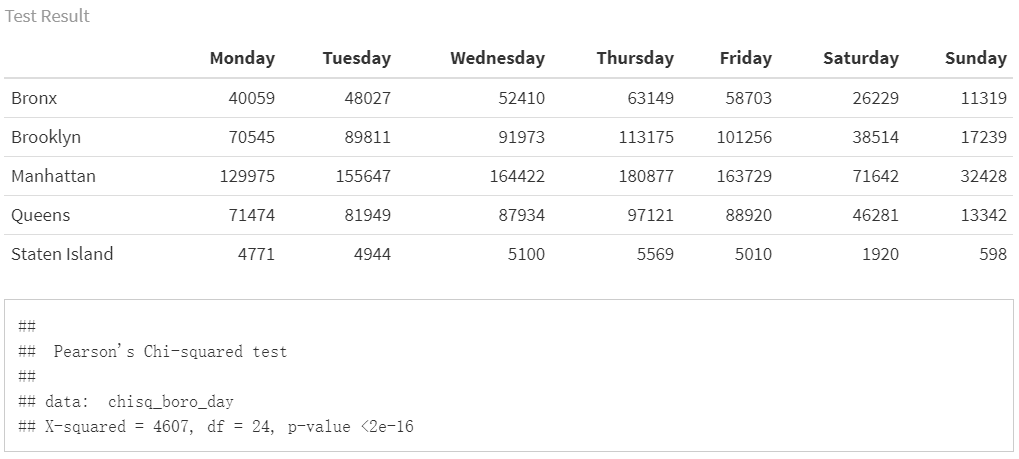 Test Result
Monday Tuesday Wednesday Thursday Friday Saturday Sunday
Bronx 40059 48027 52410 63149 58703 26229 11319
Brooklyn 70545 89811 91973 113175 101256 38514 17239
Manhattan 129975 155647 164422 180877 163729 71642 32428
Queens 71474 81949 87934 97121 88920 46281 13342
Staten Island 4771 4944 5100 5569 5010 1920 598
##
## Pearson's Chi-squared test
##
## data: chisq_boro_day
## X-squared = 4607, df = 24, p-value <2e-16